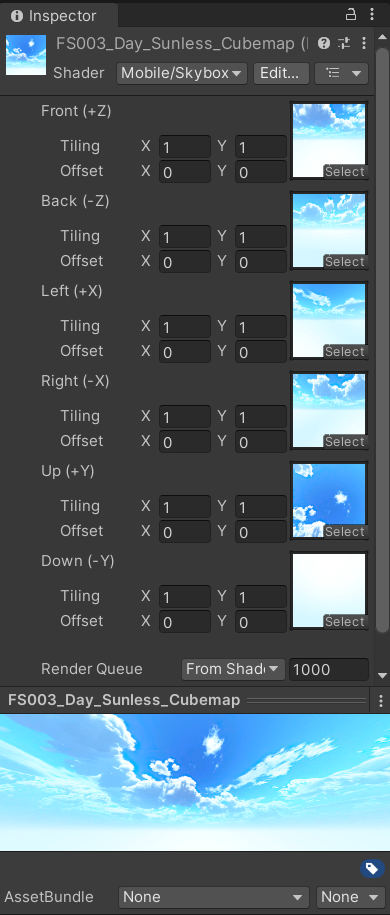 Inspector
FS003_Day_Sunless_Cubemap (
Shader Mobile/Skybox Edit...
Front (+Z)
Tiling X 1 Y 1
Offset X 0 Y 0
Select
Back (-Z)
Tiling X 1 Y 1
Offset X 0 Y 0
Select
Left (+X)
Tiling X 1 Y 1
Offset X 0 Y 0
Select
Right (-X)
Tiling X 1 Y 1
Offset X 0 Y 0
Select
Up (+Y)
Tiling X 1 Y 1
Offset X 0 Y 0
Select
Down (-Y)
Tiling X 1 Y 1
Offset X 0 Y 0
Select
Render Queue From Shad 1000
FS003_Day_Sunless_Cubemap
AssetBundle None None